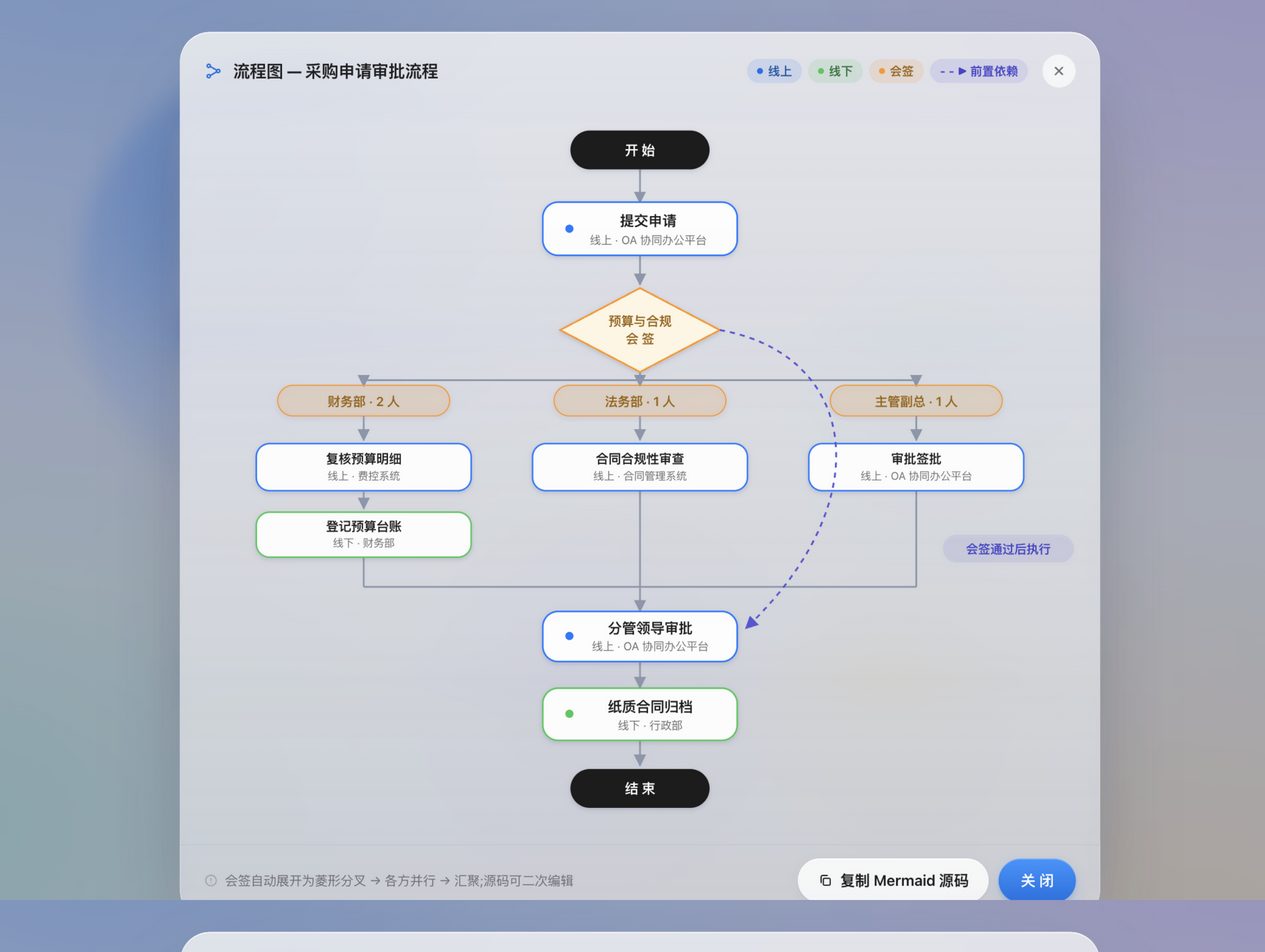 流程图 — 采购申请审批流程
线上
线下
会签
前置依赖
开 始
提交申请
线上 · OA 协同办公平台
预算与合规
会 签
财务部 · 2 人
法务部 · 1 人
主管副总 · 1 人
复核预算明细
线上 · 费控系统
合同合规性审查
线上 · 合同管理系统
审批签批
线上 · OA 协同办公平台
登记预算台账
线下 · 财务部
会签通过后执行
分管领导审批
线上 · OA 协同办公平台
纸质合同归档
线下 · 行政部
结 束
会签自动展开为菱形分叉 → 各方并行 → 汇聚;源码可二次编辑
复制 Mermaid 源码
关 闭